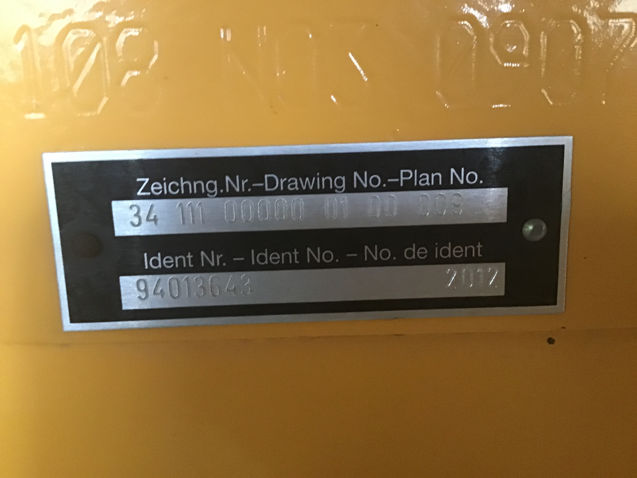 Zeichng.Nr.–Drawing No.–Plan No.
34 111 00000 01 00 009
Ident Nr. – Ident No. – No. de ident
94013643 2012